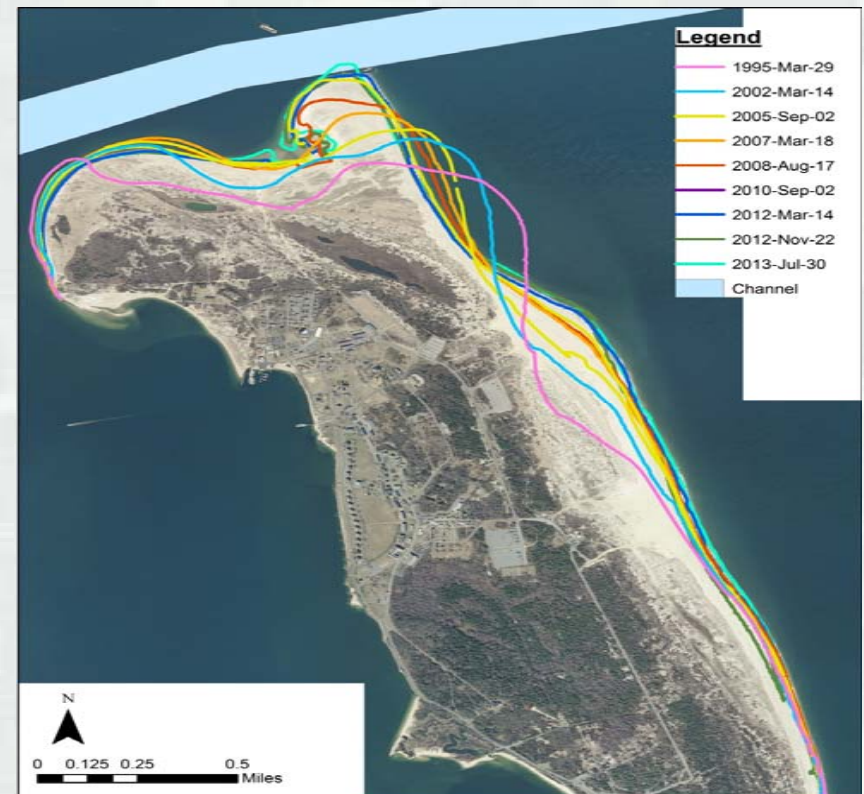 Legend
1995-Mar-29
2002-Mar-14
2005-Sep-02
2007-Mar-18
2008-Aug-17
2010-Sep-02
2012-Mar-14
2012-Nov-22
2013-Jul-30
Channel
N
0 0.125 0.25 0.5
Miles